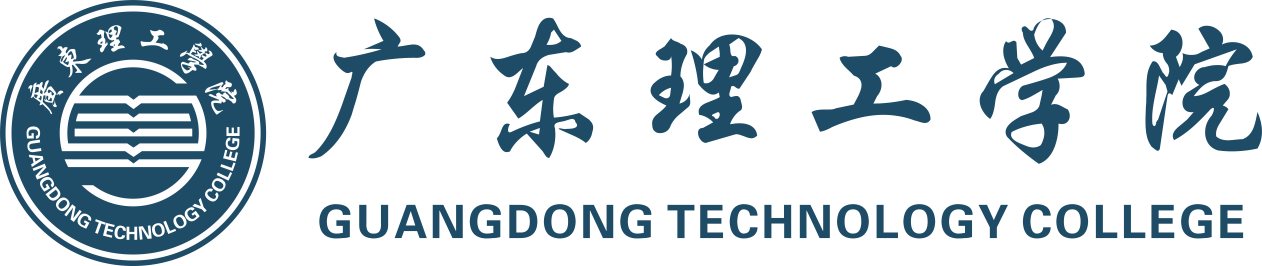 廣東理工學院
GUANGDONG TECHNOLOGY COLLEGE
广东理工学院
GUANGDONG TECHNOLOGY COLLEGE